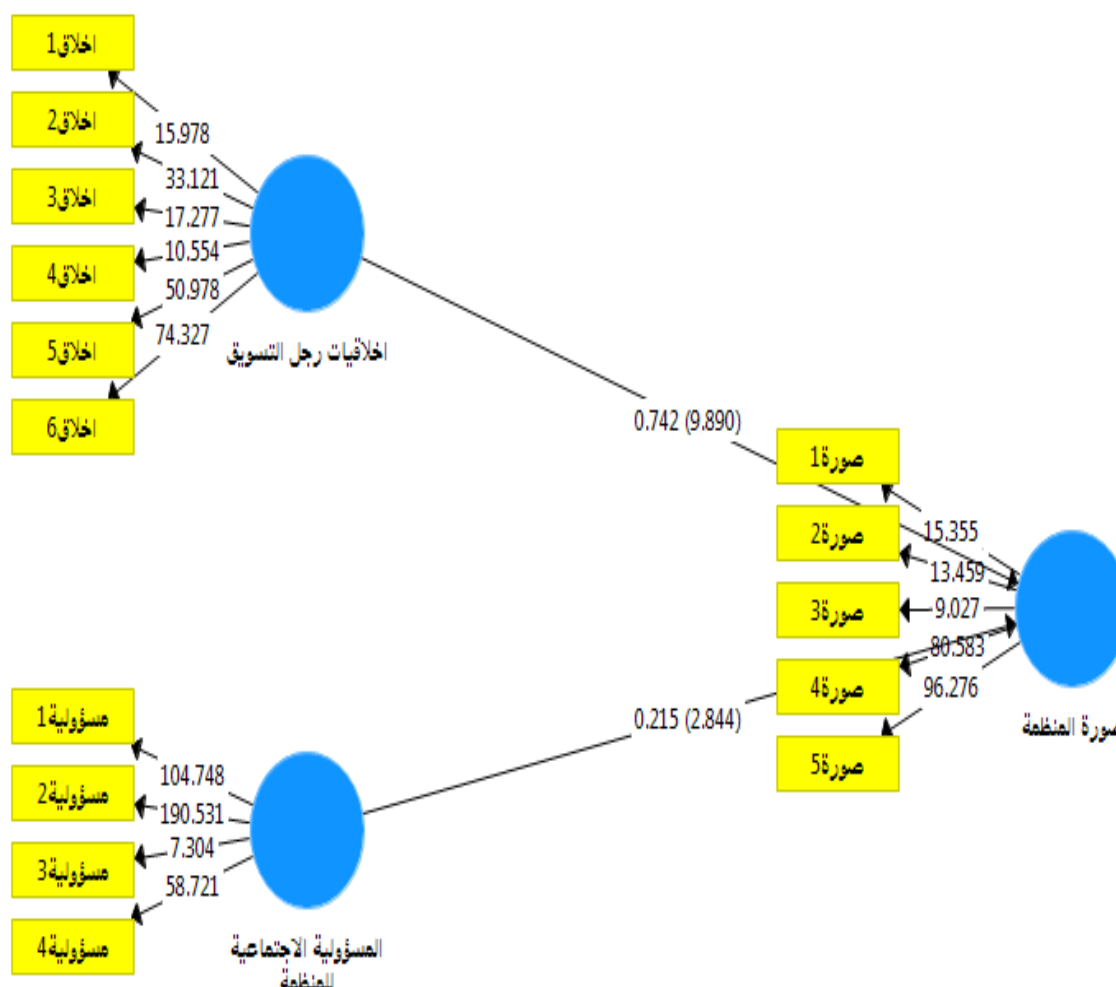 اخلاق1
اخلاق2
اخلاق3
اخلاق4
اخلاق5
اخلاق6
15.978
33.121
17.277
10.554
50.978
74.327
اخلاقيات رجل التسويق
0.742 (9.890)
صورة1
صورة2
صورة3
صورة4
صورة5
15.355
13.459
9.027
80.583
96.276
صورة المنظمة
0.215 (2.844)
مسؤولية1
مسؤولية2
مسؤولية3
مسؤولية4
104.748
190.531
7.304
58.721
المسؤولية الاجتماعية
للمنظمة